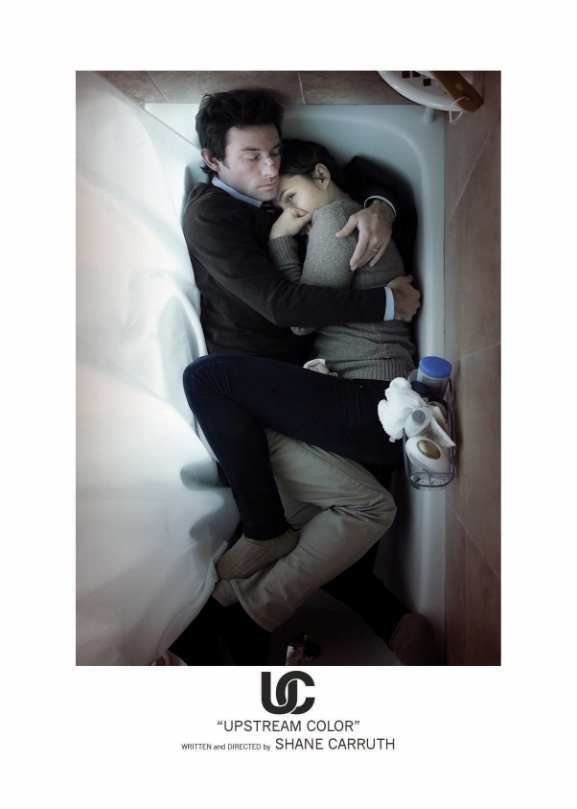 UC
“UPSTREAM COLOR”
WRITTEN and DIRECTED by SHANE CARRUTH